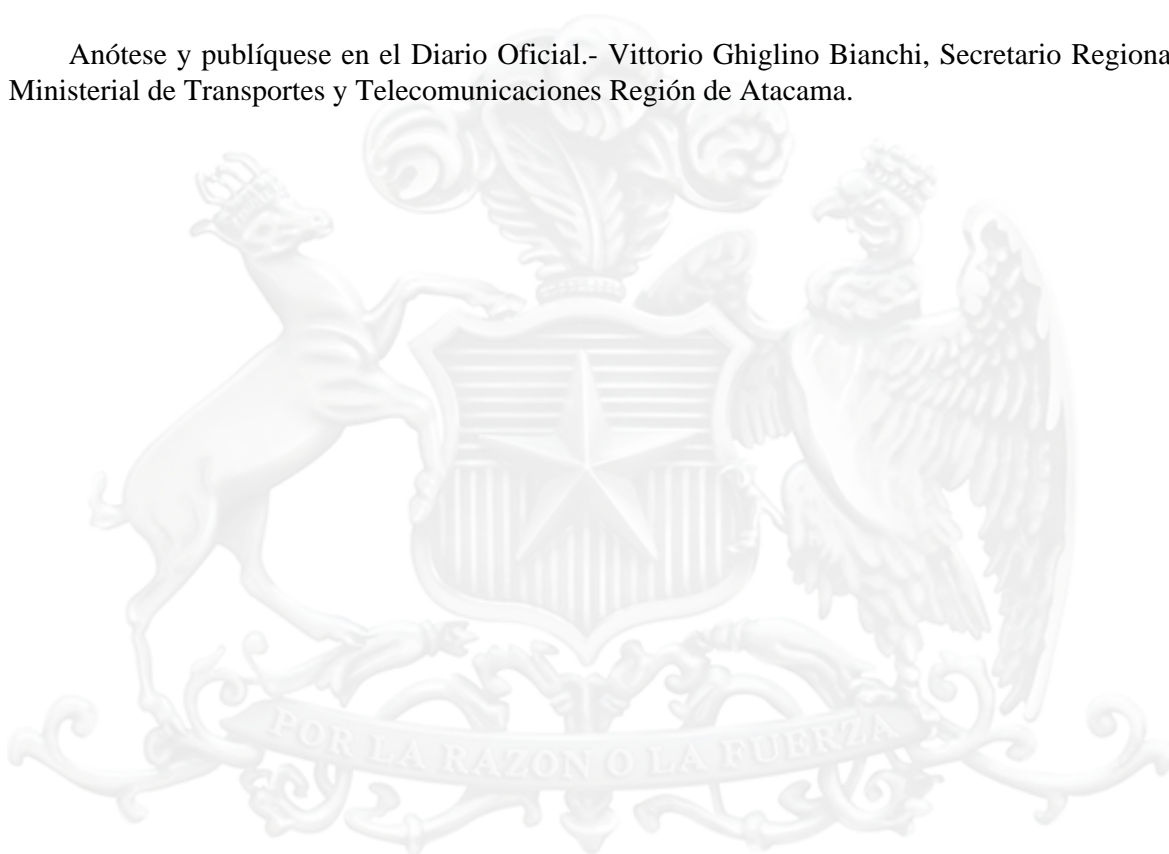 Anótese y publíquese en el Diario Oficial.- Vittorio Ghiglino Bianchi, Secretario Regiona
Ministerial de Transportes y Telecomunicaciones Región de Atacama.
POR LA RAZON O LA FUERZA